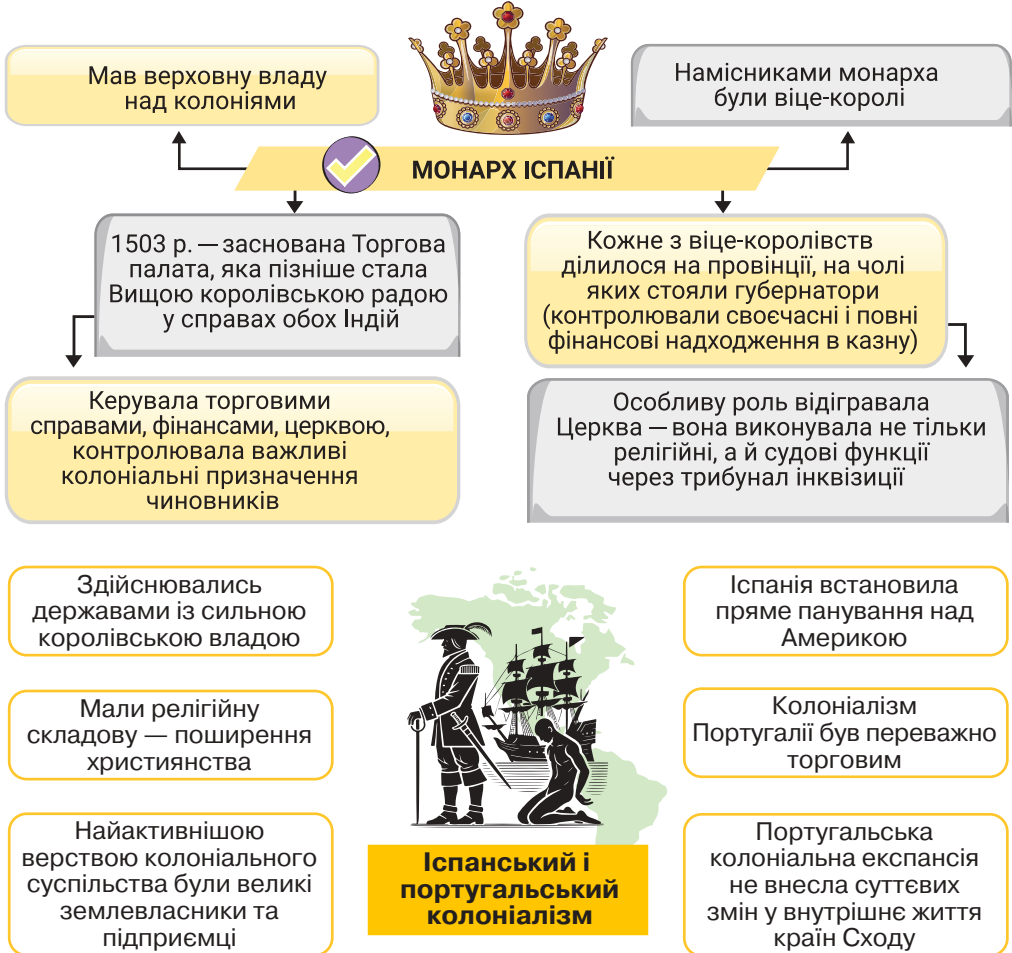 Мав верховну владу
над колоніями
Намісниками монарха
були віце-королі
МОНАРХ ІСПАНІЇ
1503 р. — заснована Торгова
палата, яка пізніше стала
Вищою королівською радою
у справах обох Індій
Кожне з віце-королівств
ділилося на провінції, на чолі
яких стояли губернатори
(контролювали своєчасні і повні
фінансові надходження в казну)
Керувала торговими
справами, фінансами, церквою,
контролювала важливі
колоніальні призначення
чиновників
Особливу роль відігравала
Церква — вона виконувала не тільки
релігійні, а й судові функції
через трибунал інквізиції
Здійснювались
державами із сильною
королівською владою
Мали релігійну
складову — поширення
християнства
Найактивнішою
верствою колоніального
суспільства були великі
землевласники та
підприємці
Іспанський і
португальський
колоніалізм
Іспанія встановила
пряме панування над
Америкою
Колоніалізм
Португалії був переважно
торговим
Португальська
колоніальна експансія
не внесла суттєвих
змін у внутрішнє життя
країн Сходу